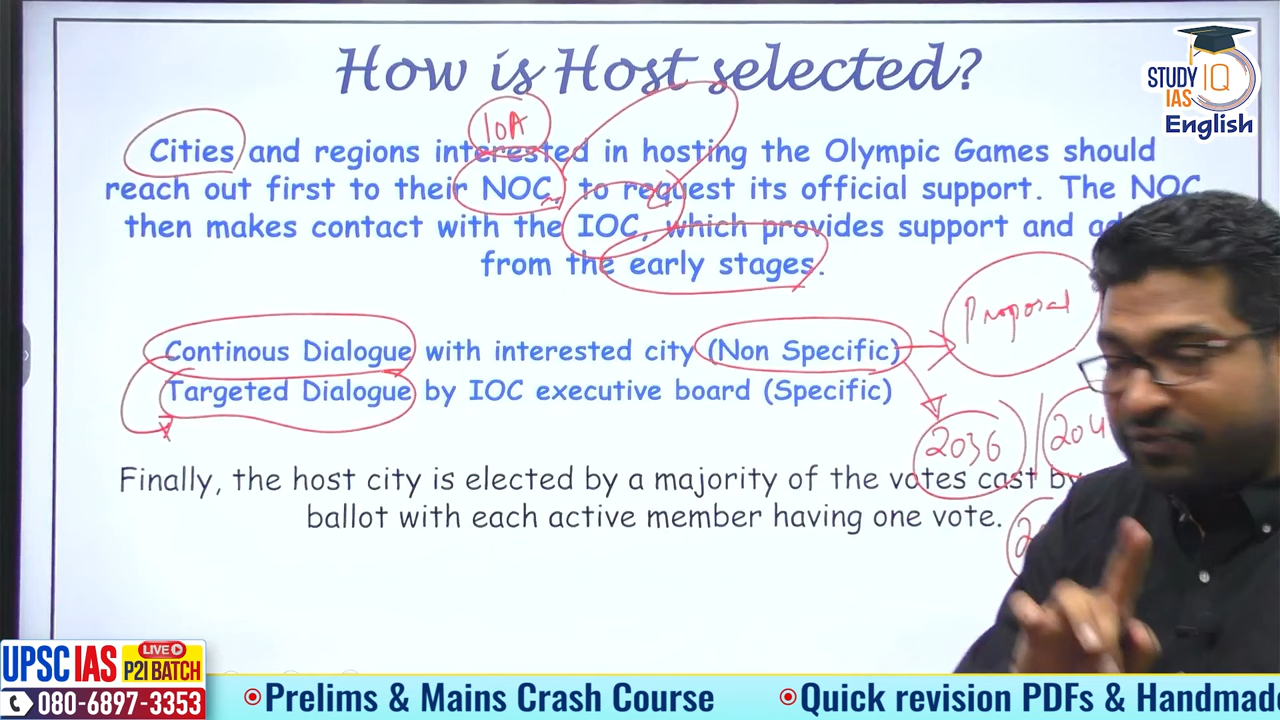 How is Host selected?
STUDY IQ
IAS
English
IOA
Cities and regions interested in hosting the Olympic Games should
reach out first to their NOC to request its official support. The NOC
then makes contact with the IOC, which provides support and
from the early stages.
Proposal
Continous Dialogue with interested city (Non Specific)
Targeted Dialogue by IOC executive board (Specific)
2036
Finally, the host city is elected by a majority of the votes cast by
ballot with each active member having one vote.
UPSC IAS LIVE P2I BATCH
080-6897-3353
Prelims & Mains Crash Course Quick revision PDFs &